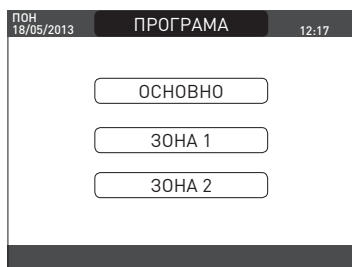 ПОН
18/05/2013
ПРОГРАМА
12:17
ОСНОВНО
ЗОНА 1
ЗОНА 2